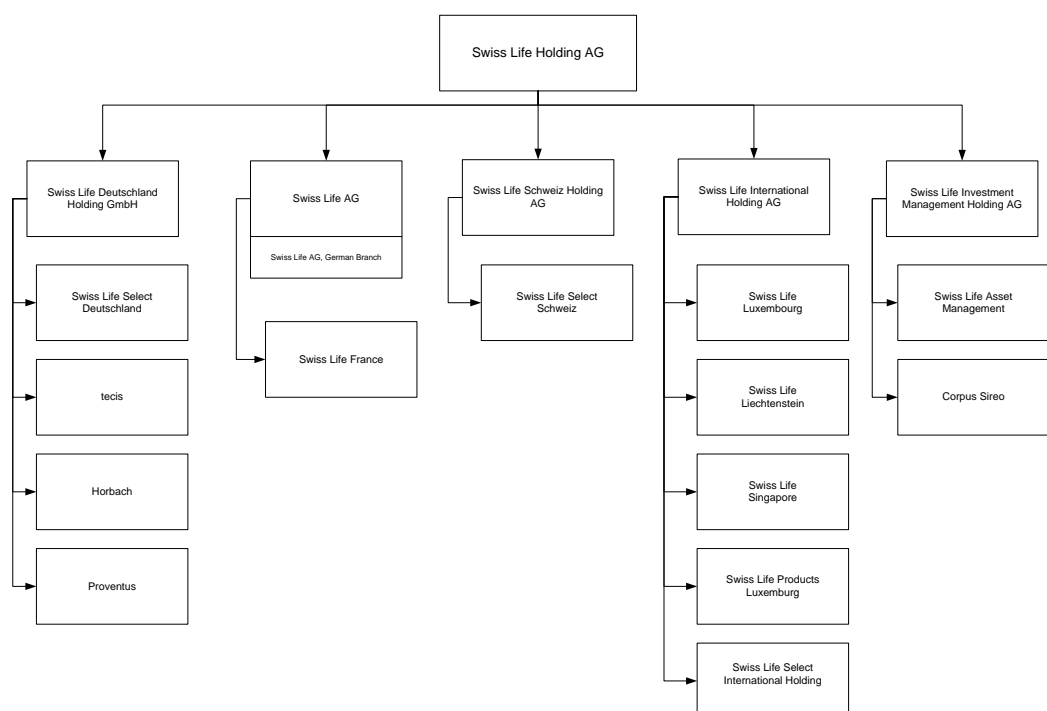 Swiss Life Holding AG
Swiss Life Deutschland
Holding GmbH
Swiss Life Select
Deutschland
tecis
Horbach
Proventus
Swiss Life AG
Swiss Life AG, German Branch
Swiss Life France
Swiss Life Schweiz Holding
AG
Swiss Life Select
Schweiz
Swiss Life International
Holding AG
Swiss Life
Luxembourg
Swiss Life
Liechtenstein
Swiss Life
Singapore
Swiss Life Products
Luxemburg
Swiss Life Select
International Holding
Swiss Life Investment
Management Holding AG
Swiss Life Asset
Management
Corpus Sireo